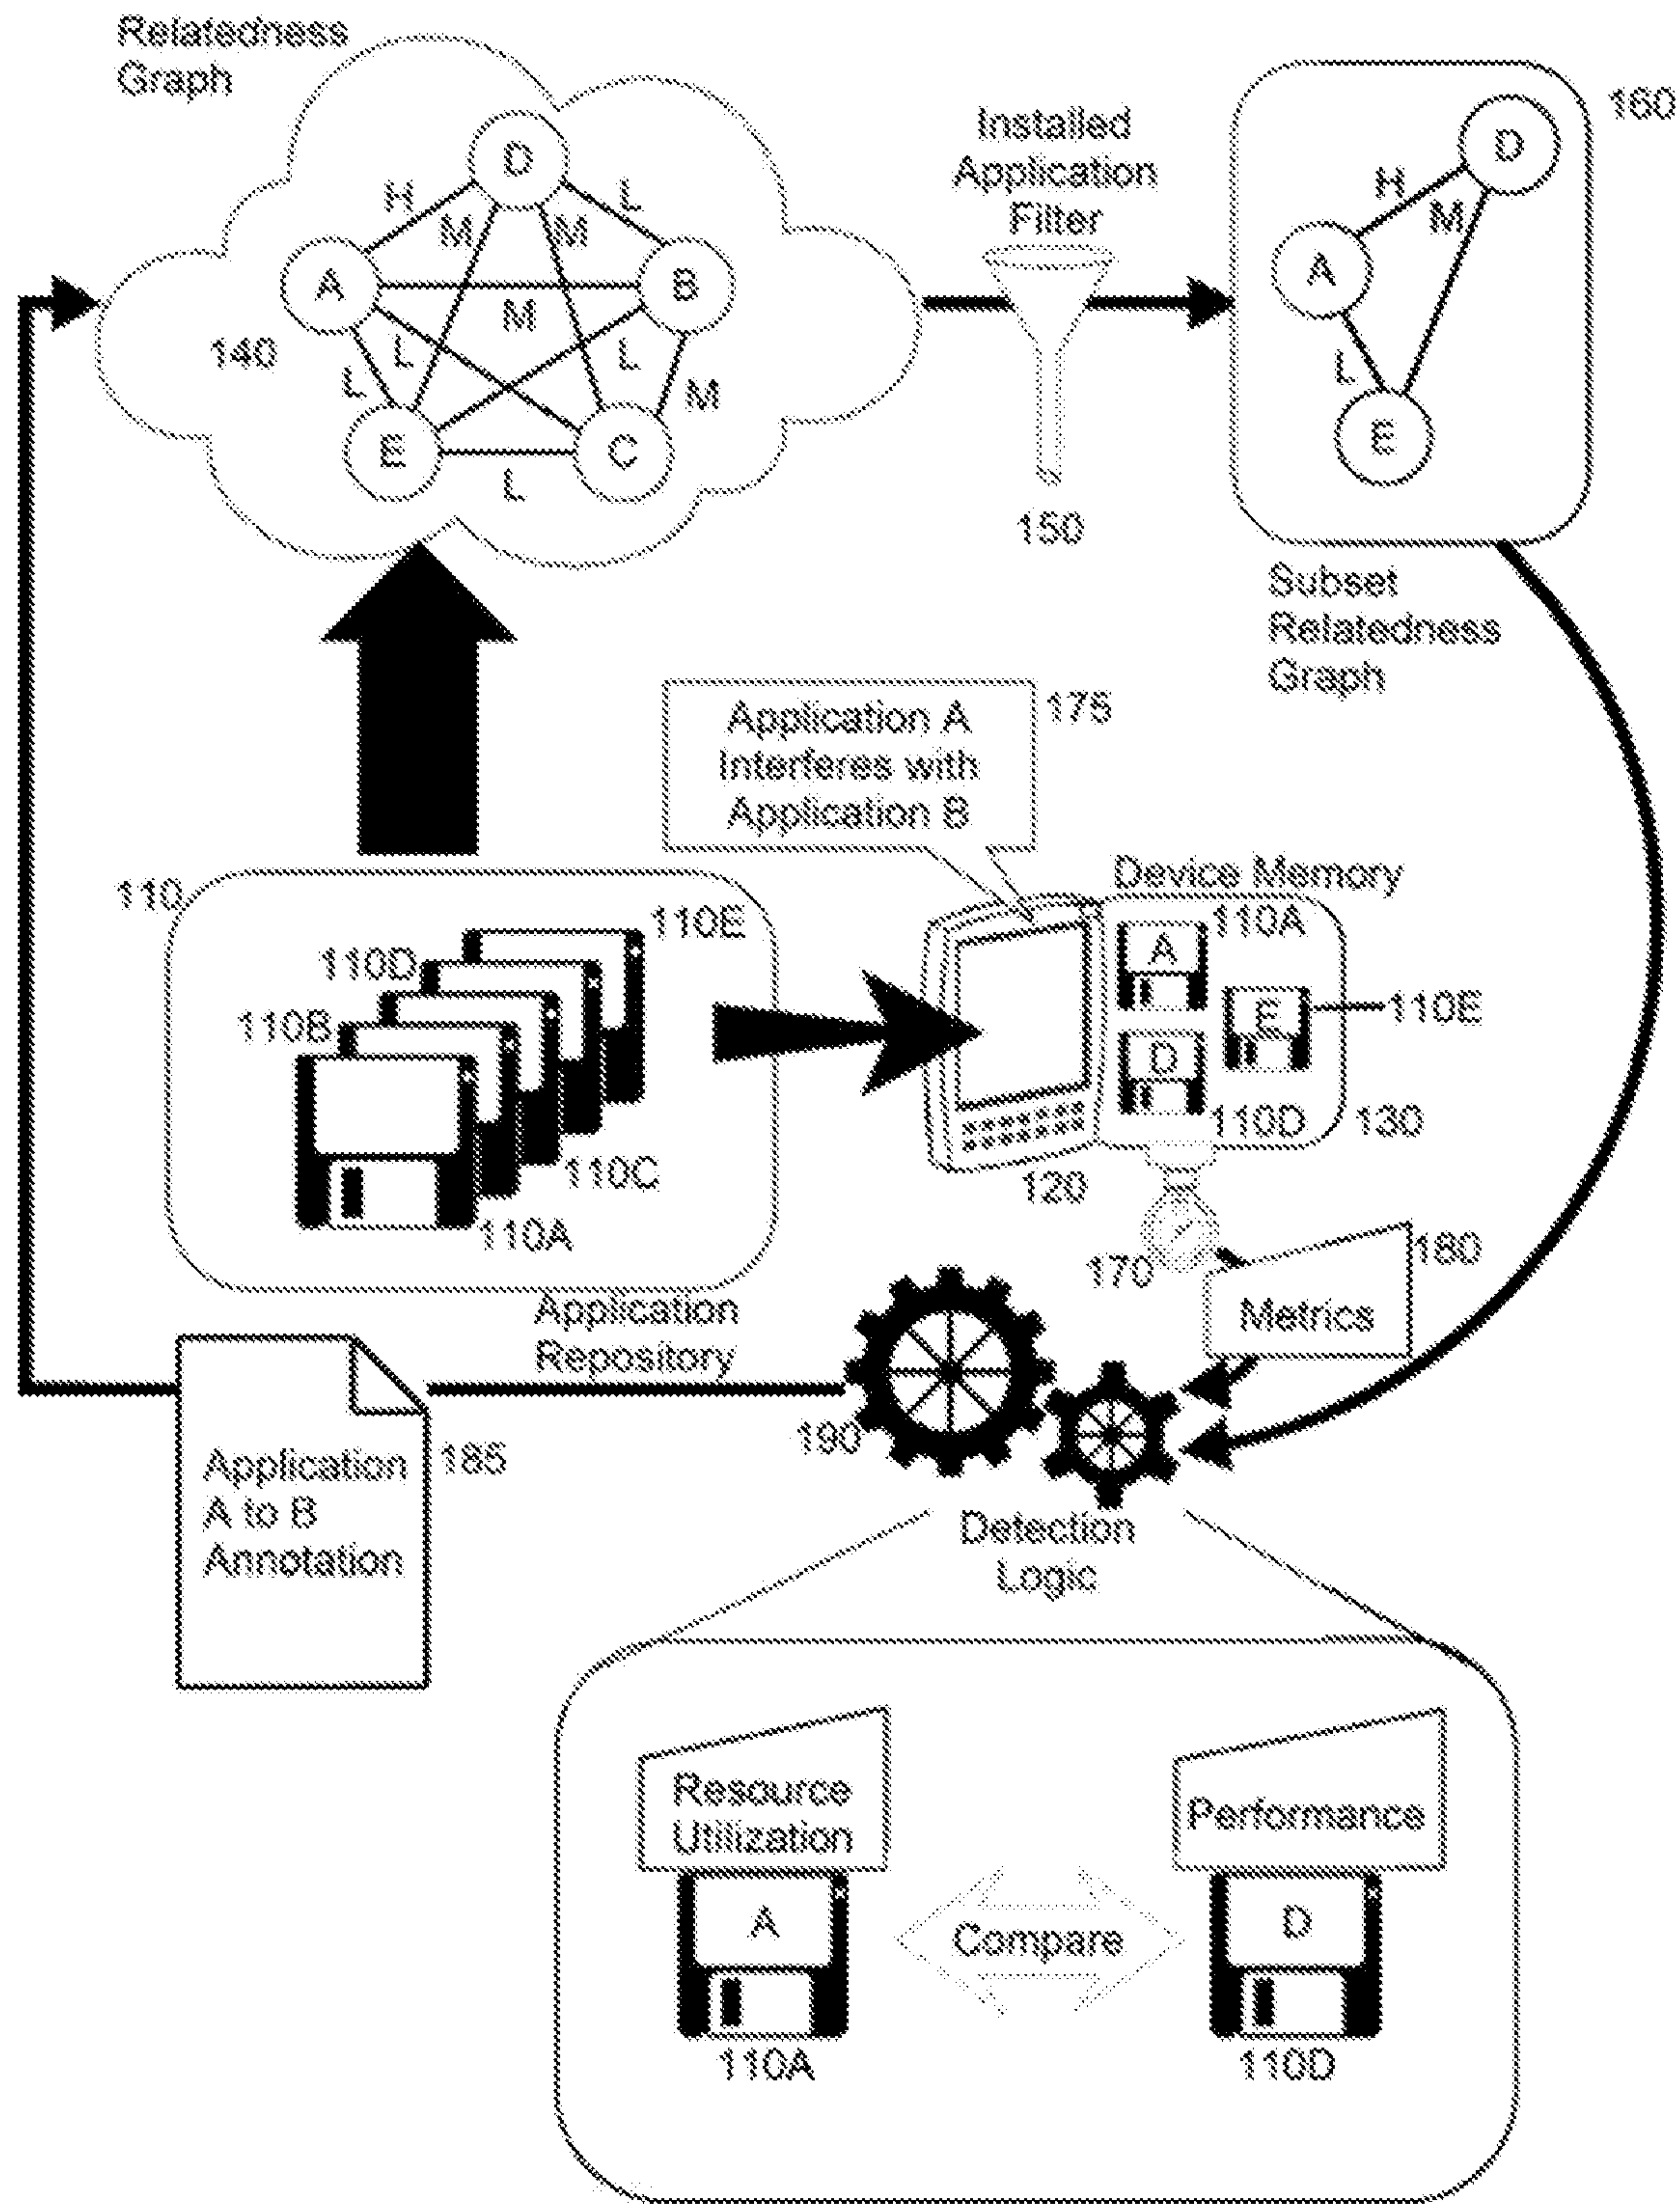 Relatedness
Graph
160
Installed
Application
Filter
D
D
H
L
M
M
H
M
A
B
A
M
140
L
L
L
M
L
E
C
E
L
150
Subset
Relatedness
Graph
Application A
Interferes with
Application B
175
Device Memory
110
110E
110A
A
110D
110B
E
110E
D
110D
130
110C
120
110A
170
180
Metrics
Application
Repository
190
185
Application
A to B
Annotation
Detection
Logic
Resource
Utilization
Performance
A
D
Compare
110A
110D